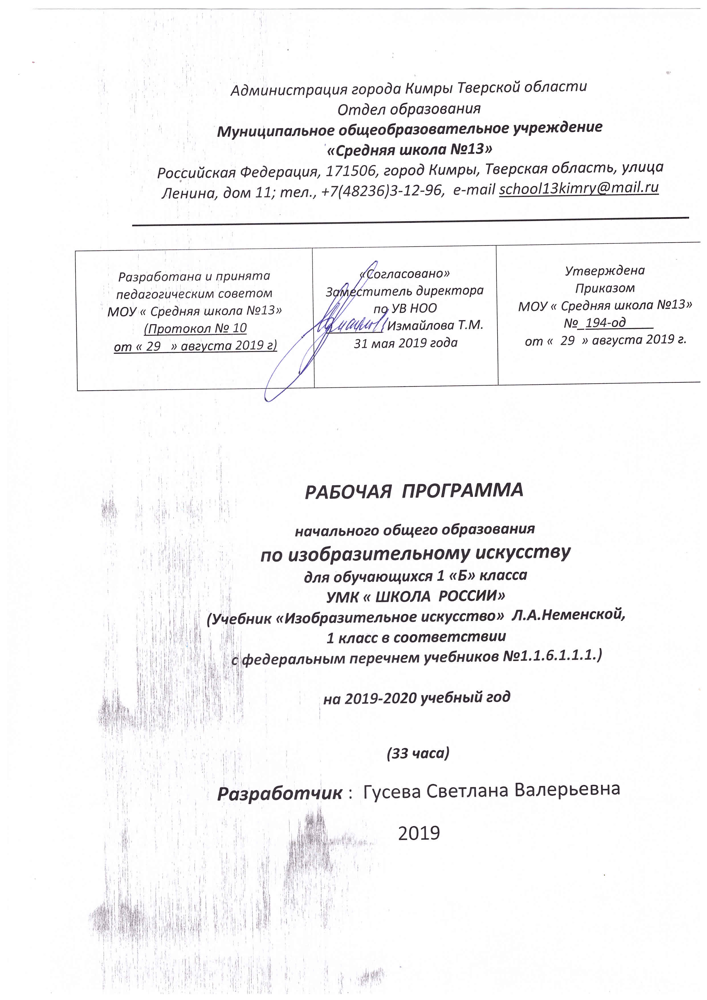 Администрация города Кимры Тверской области
Отдел образования
Муниципальное общеобразовательное учреждение
«Средняя школа №13»
Российская Федерация, 171506, город Кимры, Тверская область, улица
Ленина, дом 11; тел., +7(48236)3-12-96,  e-mail school13kimry@mail.ru
Разработана и принята
педагогическим советом
МОУ « Средняя школа №13»
(Протокол № 10
от « 29   » августа 2019 г)
«Согласовано»
Заместитель директора
по УВ НОО
Измайлова Т.М.
31 мая 2019 года
Утверждена
Приказом
МОУ « Средняя школа №13»
№_194-од____
от «  29  » августа 2019 г.
РАБОЧАЯ  ПРОГРАММА
начального общего образования
по изобразительному искусству
для обучающихся 1 «Б» класса
УМК « ШКОЛА  РОССИИ»
(Учебник «Изобразительное искусство»  Л.А.Неменской,
1 класс в соответствии
с федеральным перечнем учебников №1.1.6.1.1.1.)
на 2019-2020 учебный год
(33 часа)
Разработчик :  Гусева Светлана Валерьевна
2019